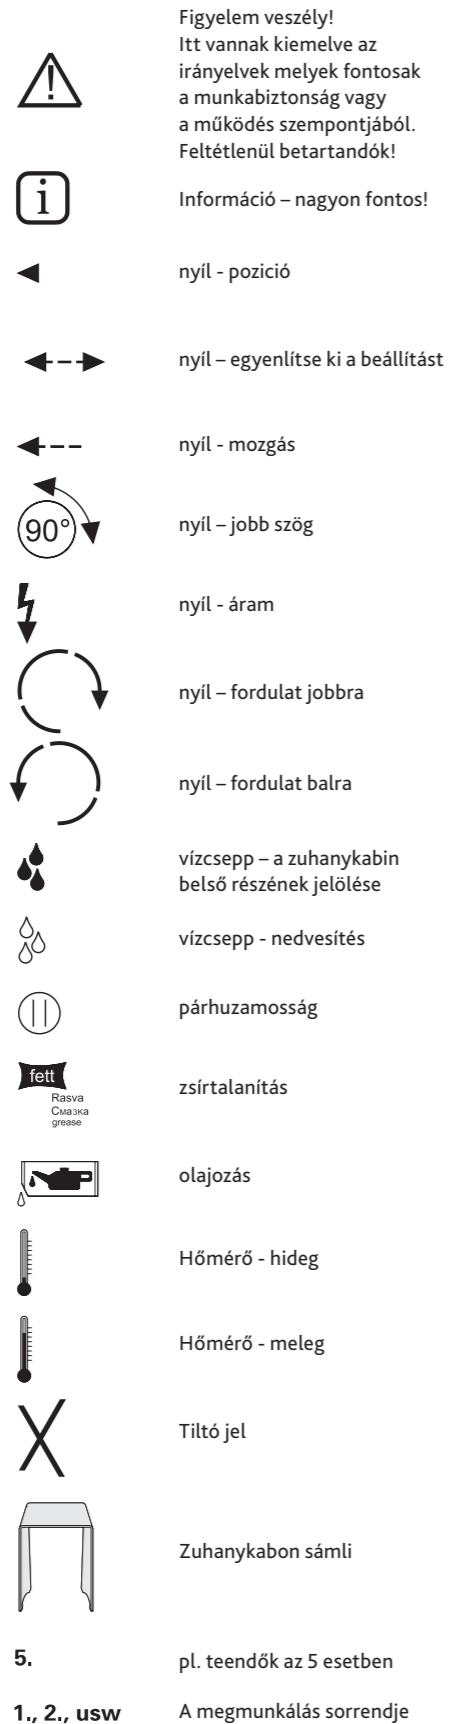 Figyelem veszély!
Itt vannak kiemelve az
irányelvek melyek fontosak
a munkabiztonság vagy
a működés szempontjából.
Feltétlenül betartandók!
i
Információ – nagyon fontos!
nyíl - pozició
nyíl – egyenlítse ki a beállítást
nyíl - mozgás
90°
nyíl – jobb szög
nyíl - áram
nyíl – fordulat jobbra
nyíl – fordulat balra
vízcsepp – a zuhanykabin
belső részének jelölése
vízcsepp - nedvesítés
párhuzamosság
fett
Rasva
Смазка
grease
zsírtalanítás
olajozás
Hőmérő - hideg
Hőmérő - meleg
Tiltó jel
Zuhanykabon sámli
5. pl. teendők az 5 esetben
1., 2., usw A megmunkálás sorrendje